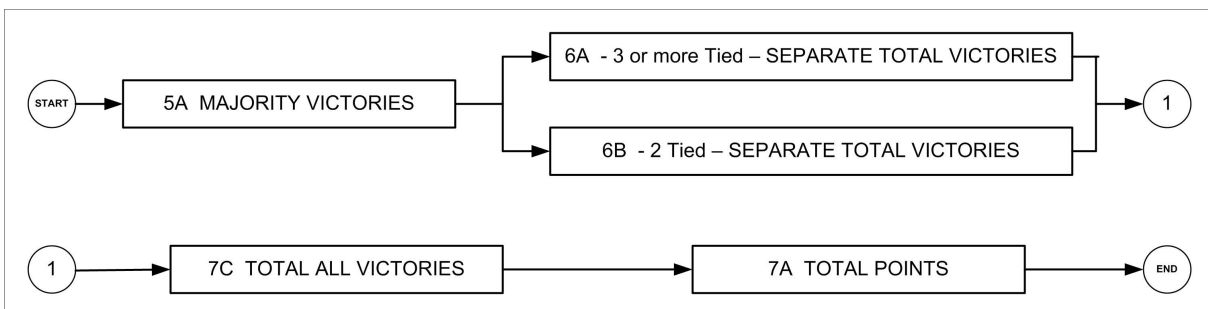 START
5A MAJORITY VICTORIES
6A - 3 or more Tied – SEPARATE TOTAL VICTORIES
6B - 2 Tied – SEPARATE TOTAL VICTORIES
1
1
7C TOTAL ALL VICTORIES
7A TOTAL POINTS
END